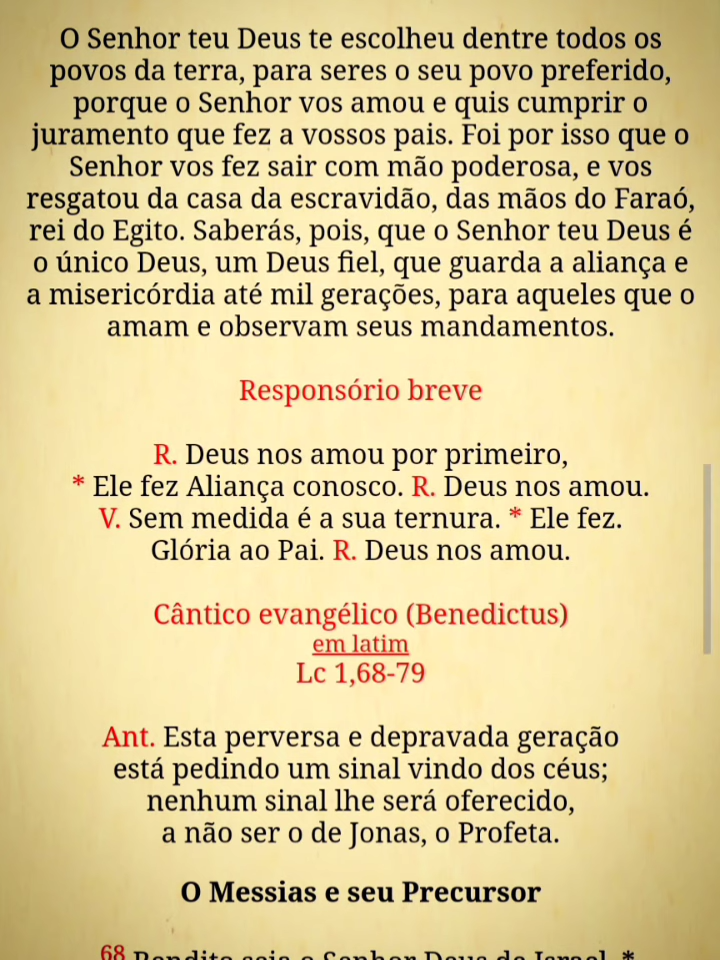 O Senhor teu Deus te escolheu dentre todos os
povos da terra, para seres o seu povo preferido,
porque o Senhor vos amou e quis cumprir o
juramento que fez a vossos pais. Foi por isso que o
Senhor vos fez sair com mão poderosa, e vos
resgatou da casa da escravidão, das mãos do Faraó,
rei do Egito. Saberás, pois, que o Senhor teu Deus é
o único Deus, um Deus fiel, que guarda a aliança e
a misericórdia até mil gerações, para aqueles que o
amam e observam seus mandamentos.
Responsório breve
R. Deus nos amou por primeiro,
* Ele fez Aliança conosco. R. Deus nos amou.
V. Sem medida é a sua ternura. * Ele fez.
Glória ao Pai. R. Deus nos amou.
Cântico evangélico (Benedictus)
em latim
Lc 1,68-79
Ant. Esta perversa e depravada geração
está pedindo um sinal vindo dos céus;
nenhum sinal lhe será oferecido,
a não ser o de Jonas, o Profeta.
O Messias e seu Precursor
68 Bendito seja o Senhor Deus de Israel, *